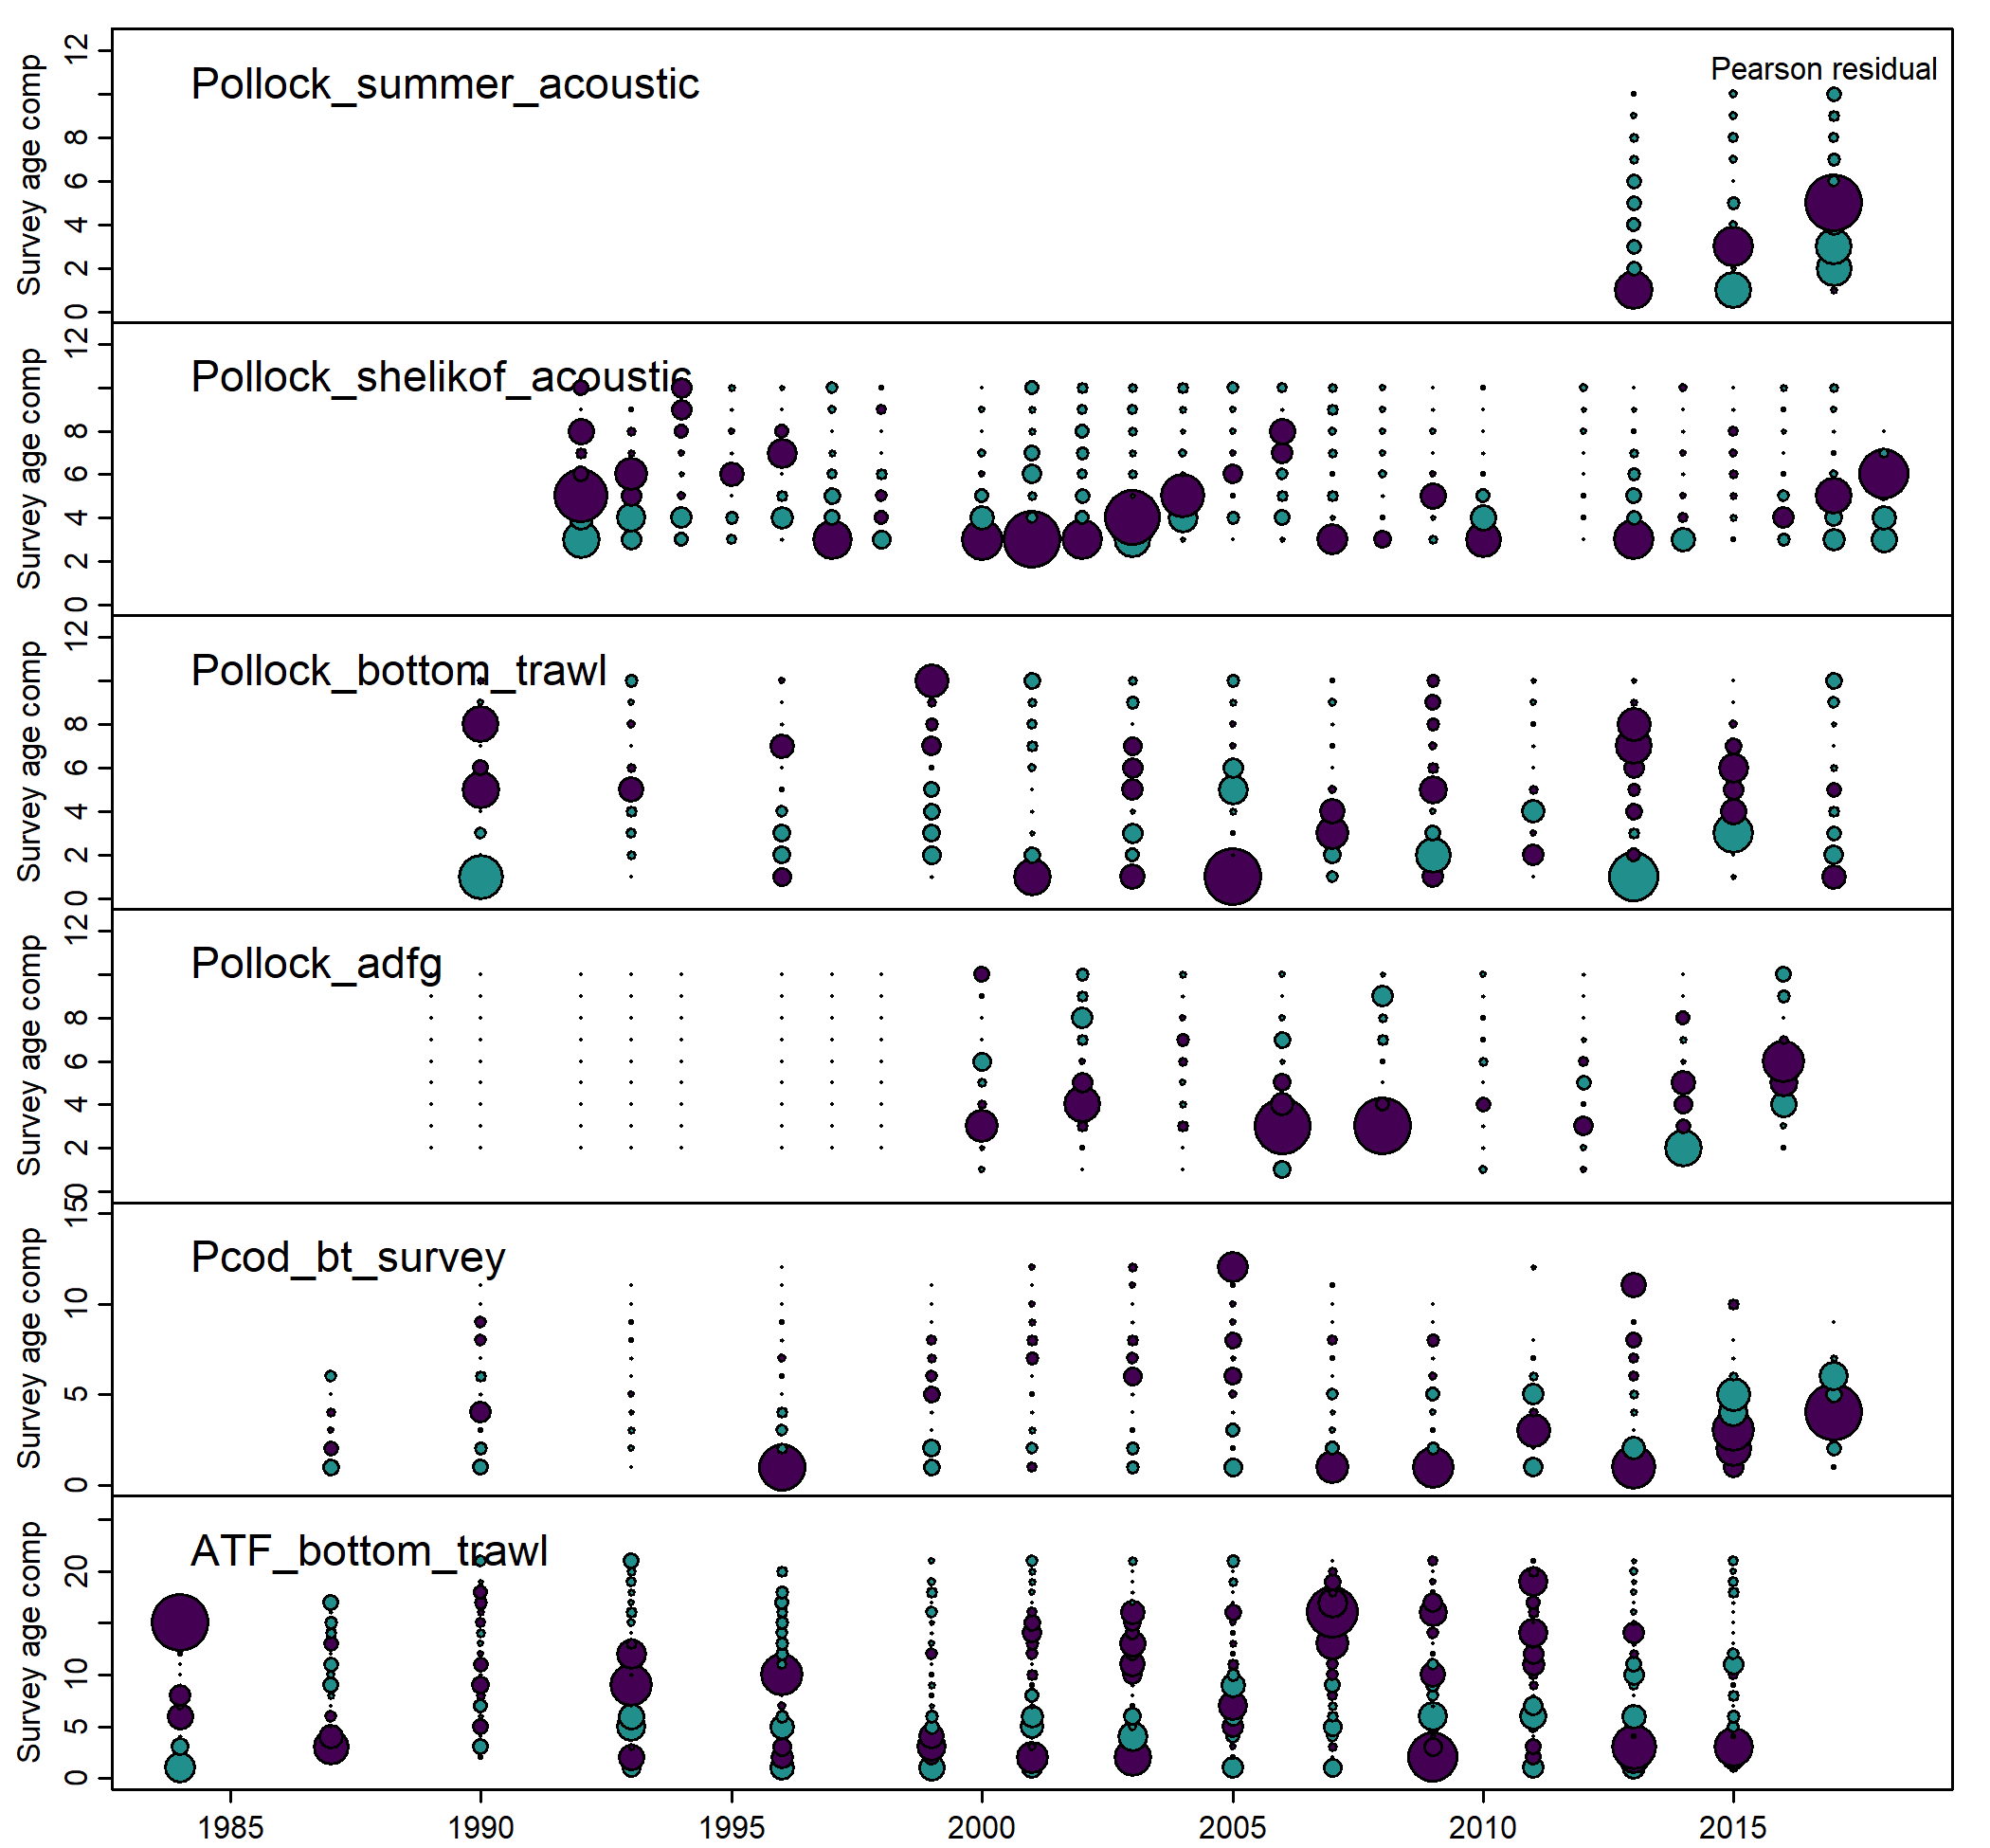 Pollock_summer_acoustic
Pearson residual
Survey age comp
0 2 4 6 8 12
Pollock_shelikof_acoustic
Survey age comp
0 2 4 6 8 12
Pollock_bottom_trawl
Survey age comp
0 2 4 6 8 12
Pollock_adfg
Survey age comp
0 2 4 6 8 12
Pcod_bt_survey
Survey age comp
0 5 10 15
ATF_bottom_trawl
Survey age comp
0 5 10 20
1985 1990 1995 2000 2005 2010 2015